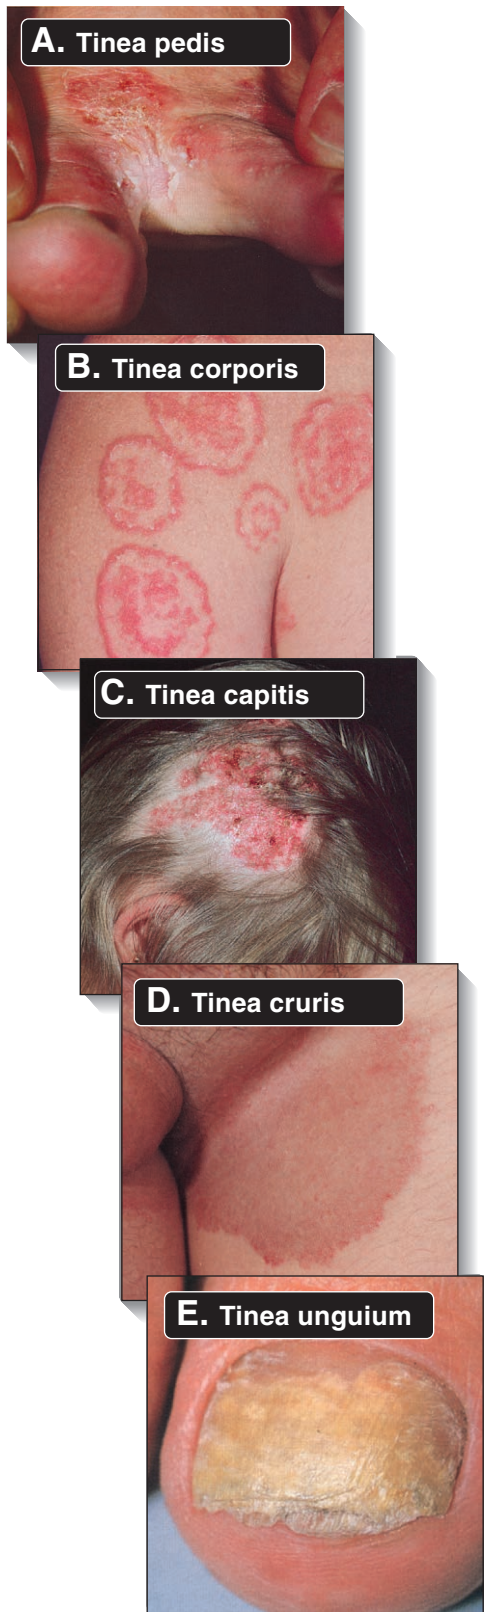 A. Tinea pedis
B. Tinea corporis
C. Tinea capitis
D. Tinea cruris
E. Tinea unguium